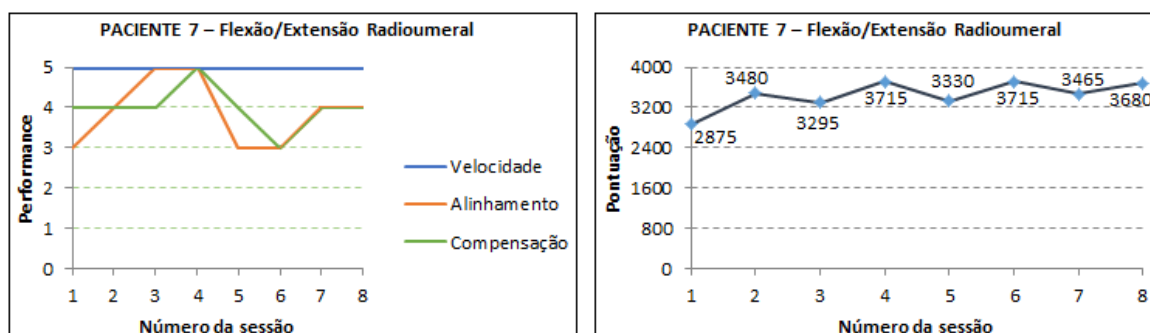 PACIENTE 7 – Flexão/Extensão Radioumeral
5
4
3
2
1
0
Performance
1 2 3 4 5 6 7 8
Número da sessão
Velocidade
Alinhamento
Compensação
PACIENTE 7 – Flexão/Extensão Radioumeral
4000
3200
2400
1600
800
0
Pontuação
2875
3480
3295
3715
3330
3715
3465
3680
1 2 3 4 5 6 7 8
Número da sessão